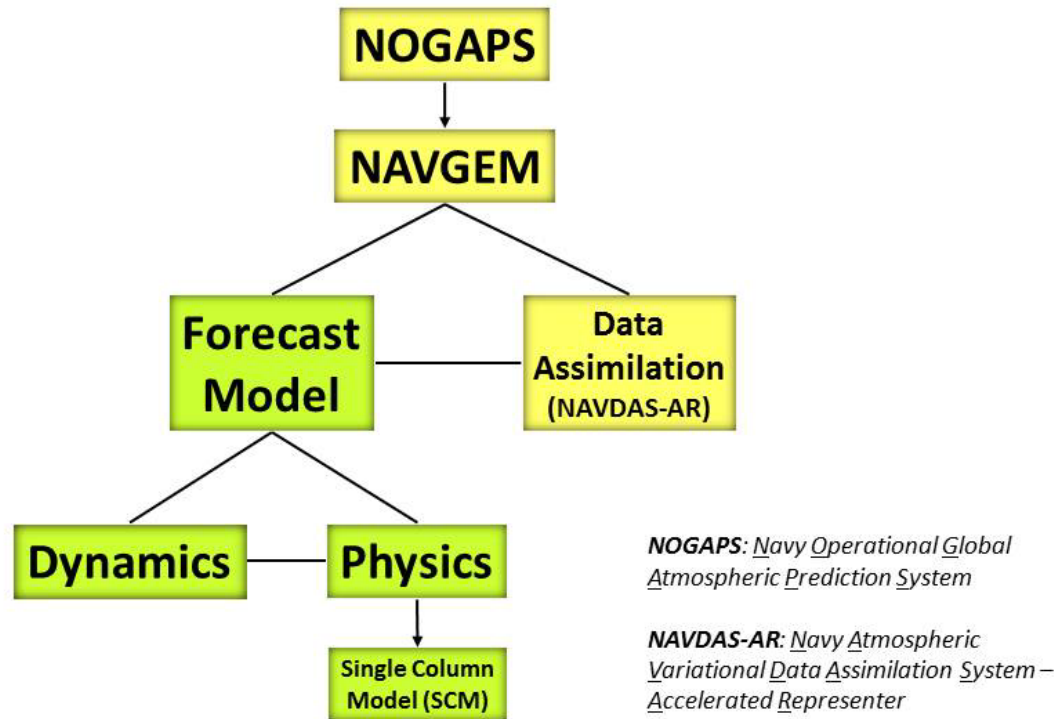 NOGAPS
NAVGEM
Forecast
Model
Data
Assimilation
(NAVDAS-AR)
Dynamics
Physics
Single Column
Model (SCM)
NOGAPS: Navy Operational Global
Atmospheric Prediction System
NAVDAS-AR: Navy Atmospheric
Variational Data Assimilation System –
Accelerated Representer